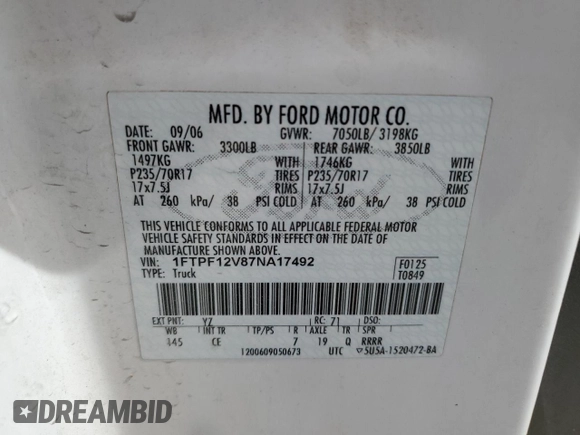 MFD. BY FORD MOTOR CO.
DATE: 09/06 GVWR: 7050LB/ 3198KG
FRONT GAWR: 3300LB REAR GAWR: 3850LB
1497KG WITH 1746KG WITH
P235/70R17 TIRES P235/70R17 TIRES
17x7.5J RIMS 17x7.5J RIMS
AT 260 kPa/ 38 PSI COLD AT 260 kPa/ 38 PSI COLD
Ford
THIS VEHICLE CONFORMS TO ALL APPLICABLE FEDERAL MOTOR
VEHICLE SAFETY STANDARDS IN EFFECT ON THE DATE OF
MANUFACTURE SHOWN ABOVE.
VIN: 1FTPF12V87NA17492 F0125
TYPE: Truck T0849
EXT PNT: YZ RC: 71 DSO:
WB INT TR TP/PS R AXLE TR SPR
145 CE 7 19 Q RRRR
1200609050673 UTC 5U5A-1520472-BA
DREAMBID